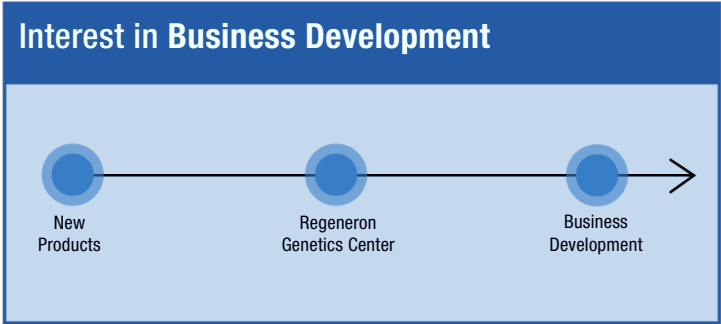 Interest in Business Development
New
Products
Regeneron
Genetics Center
Business
Development